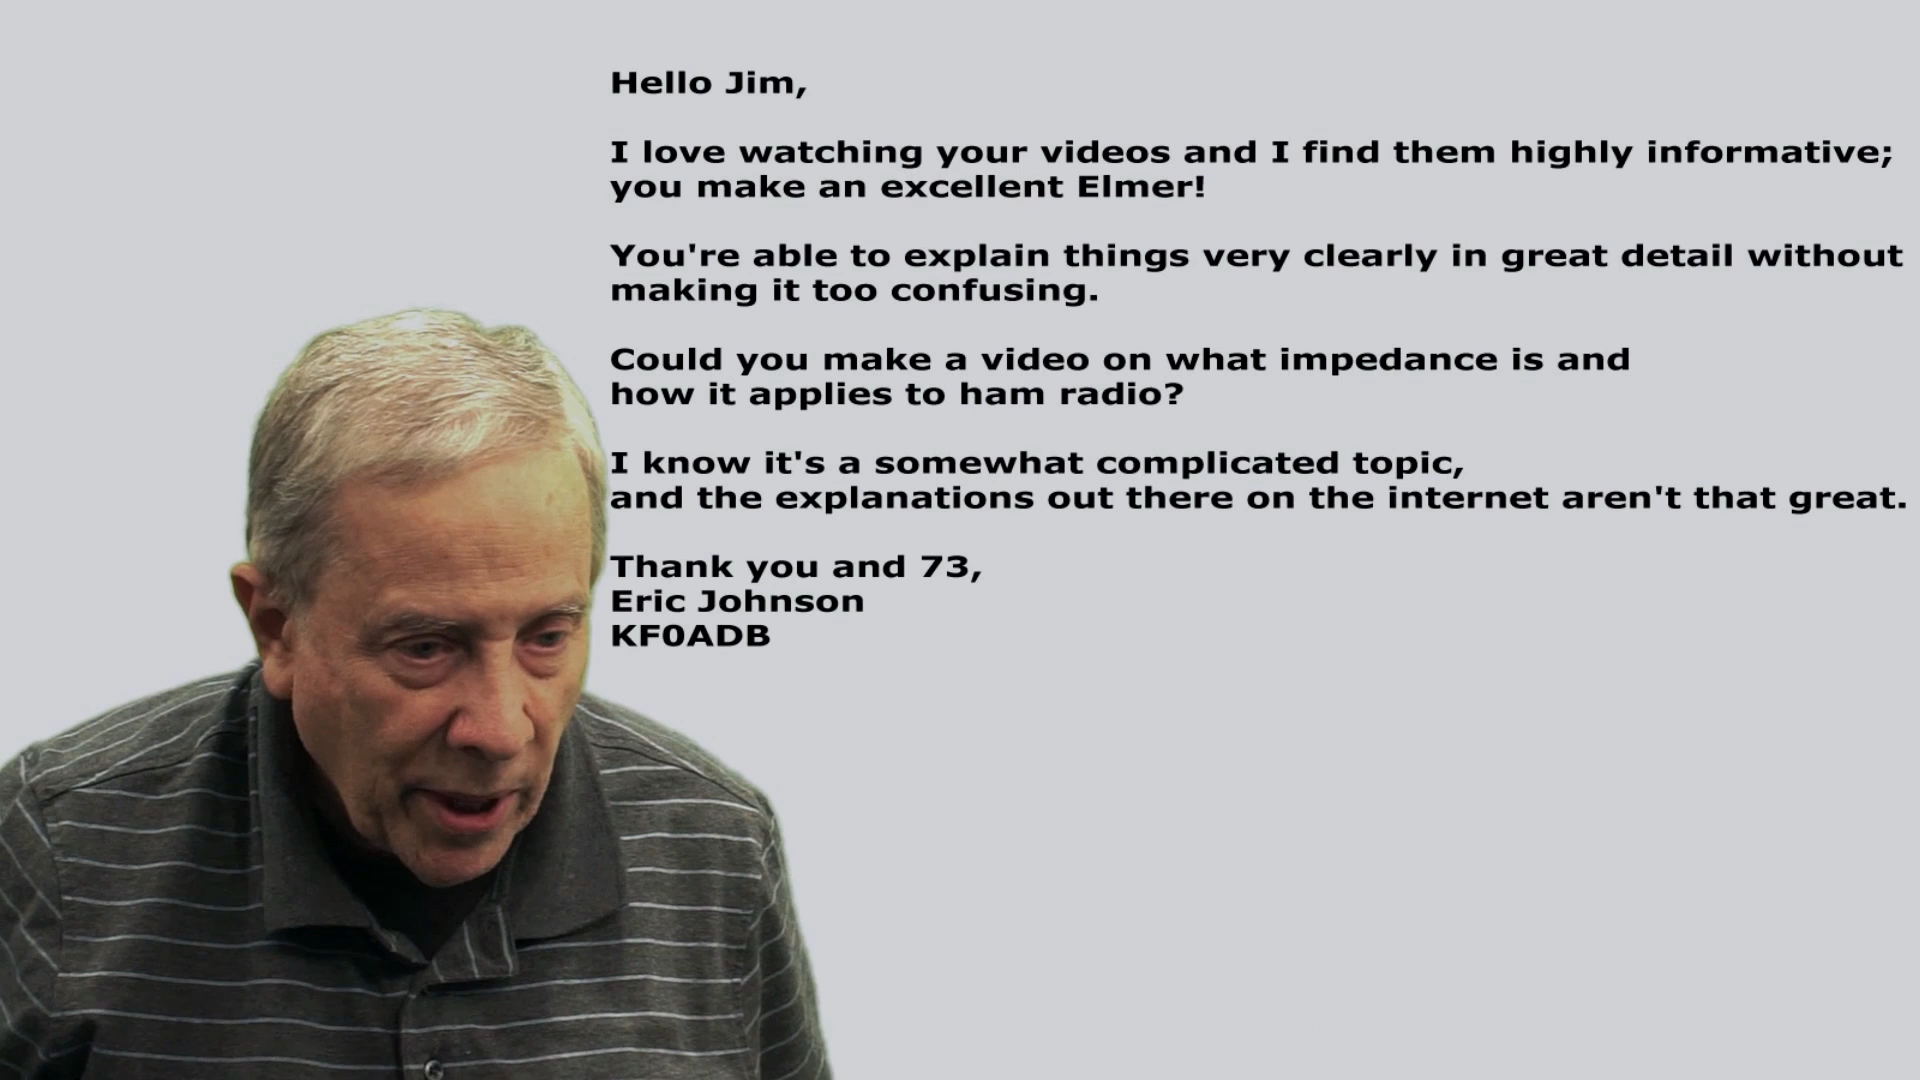 Hello Jim,
I love watching your videos and I find them highly informative;
you make an excellent Elmer!
You're able to explain things very clearly in great detail without
making it too confusing.
Could you make a video on what impedance is and
how it applies to ham radio?
I know it's a somewhat complicated topic,
and the explanations out there on the internet aren't that great.
Thank you and 73,
Eric Johnson
KF0ADB